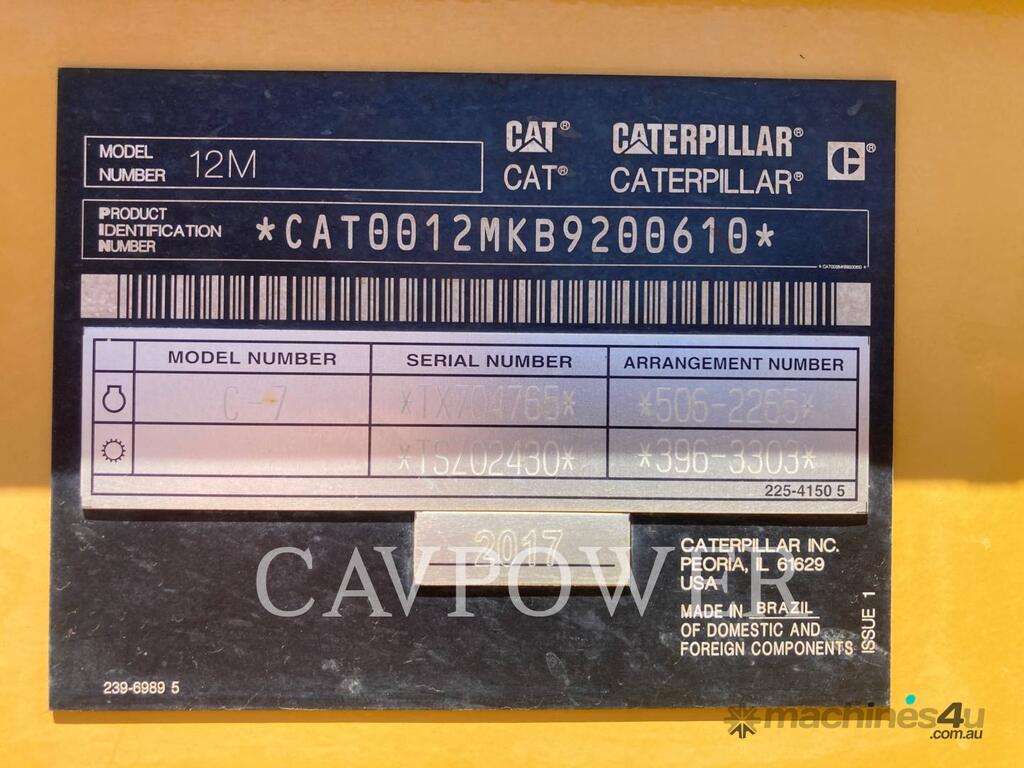 MODEL
NUMBER 12M
CAT® CATERPILLAR®
CAT® CATERPILLAR®
PRODUCT
IDENTIFICATION
NUMBER
*CAT0012MKB9200610*
MODEL NUMBER SERIAL NUMBER ARRANGEMENT NUMBER
C-7 *TXZ04765* *506-2265*
*TSZ02430* *396-3303*
225-4150 5
2017
CAVPOWER
CATERPILLAR INC.
PEORIA, IL 61629
USA
MADE IN BRAZIL
OF DOMESTIC AND
FOREIGN COMPONENTS
ISSUE 1
239-6989 5
machines4u
.com.au